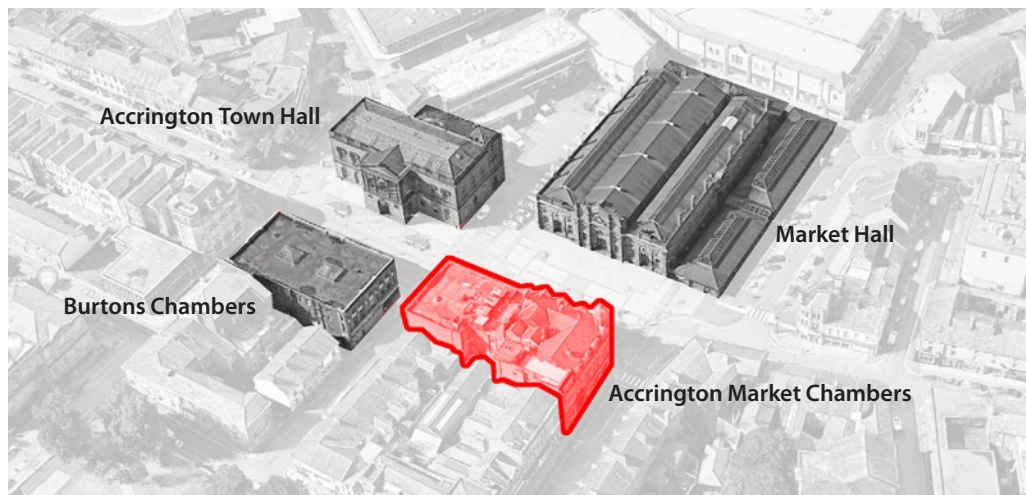 Accrington Town Hall
Market Hall
Burtons Chambers
Accrington Market Chambers